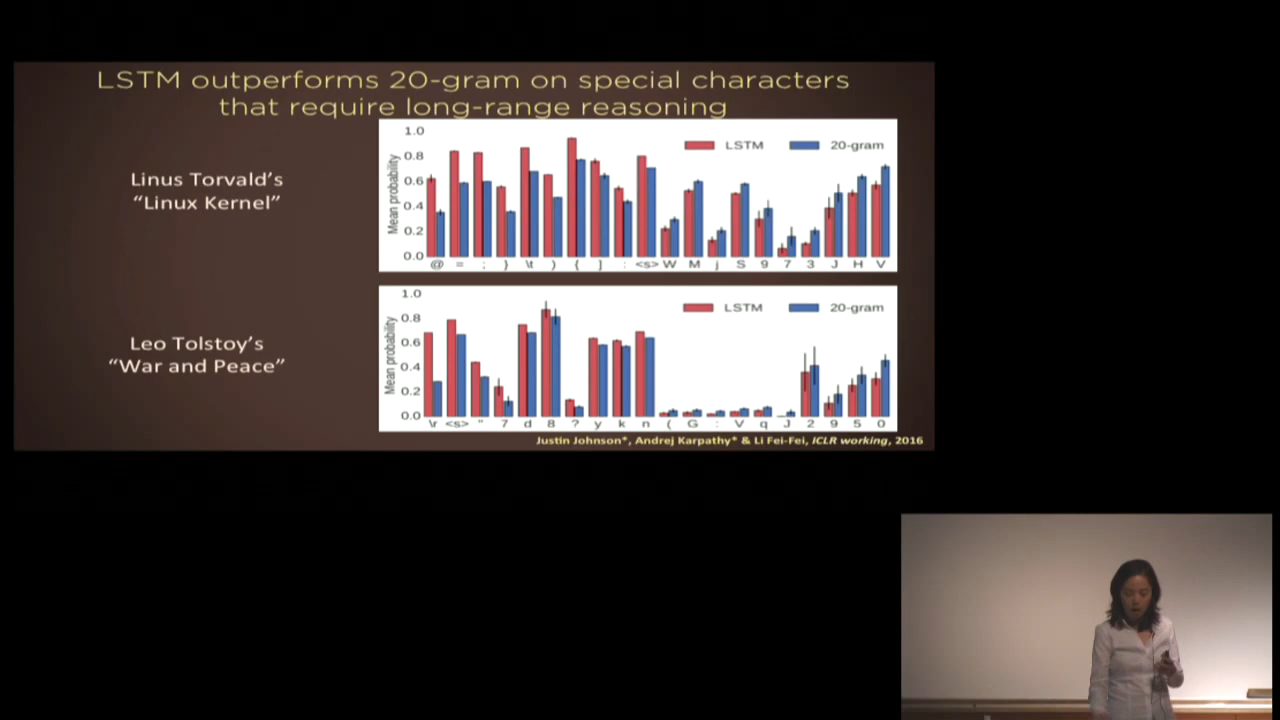 LSTM outperforms 20-gram on special characters
that require long-range reasoning
Linus Torvald's
"Linux Kernel"
Mean probability
1.0
0.8
0.6
0.4
0.2
0.0
LSTM 20-gram
@ = ; } \t ) { ] : <s> W M j S 9 7 3 J H V
Leo Tolstoy's
"War and Peace"
Mean probability
1.0
0.8
0.6
0.4
0.2
0.0
LSTM 20-gram
\r <s> " 7 d 8 ? y k n ( G : V q J 2 9 5 0
Justin Johnson*, Andrej Karpathy* & Li Fei-Fei, ICLR working, 2016